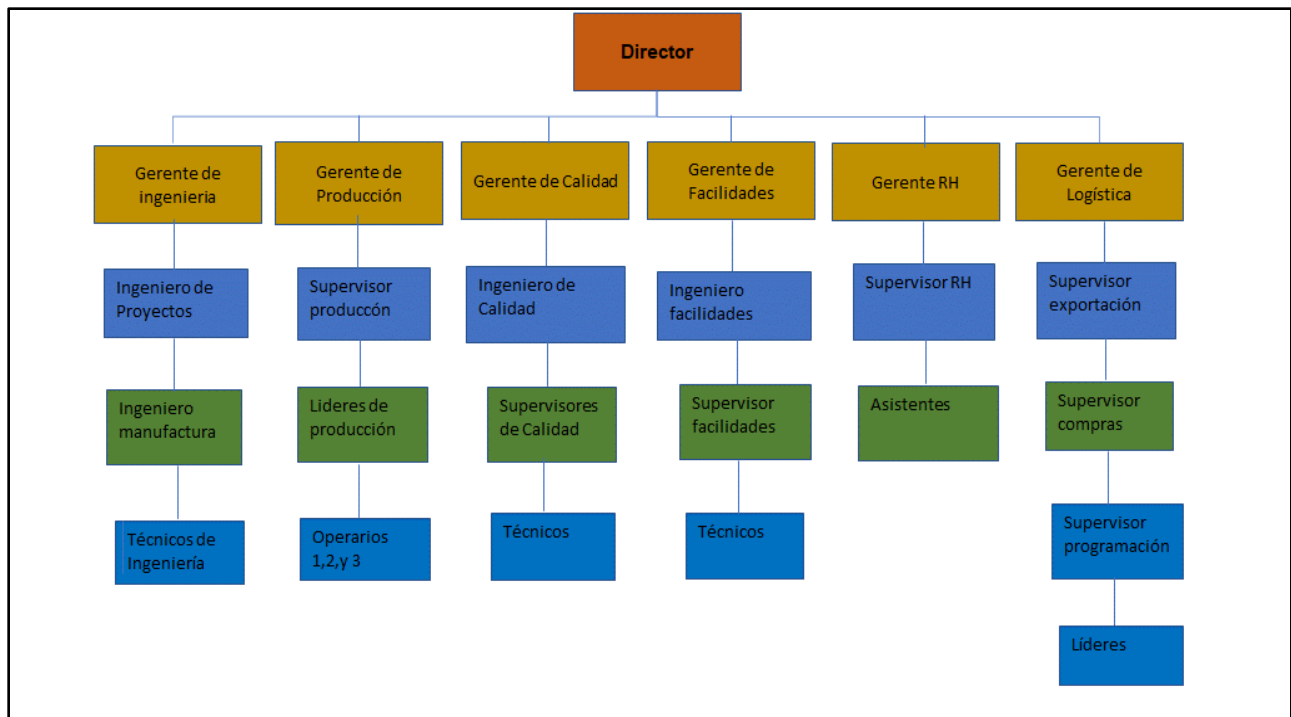 Director
Gerente de
ingenieria
Gerente de
Producción
Gerente de Calidad
Gerente de
Facilidades
Gerente RH
Gerente de
Logística
Ingeniero de
Proyectos
Supervisor
produccón
Ingeniero de
Calidad
Ingeniero
facilidades
Supervisor RH
Supervisor
exportación
Ingeniero
manufactura
Lideres de
producción
Supervisores
de Calidad
Supervisor
facilidades
Asistentes
Supervisor
compras
Técnicos de
Ingeniería
Operarios
1,2,y 3
Técnicos
Técnicos
Supervisor
programación
Líderes